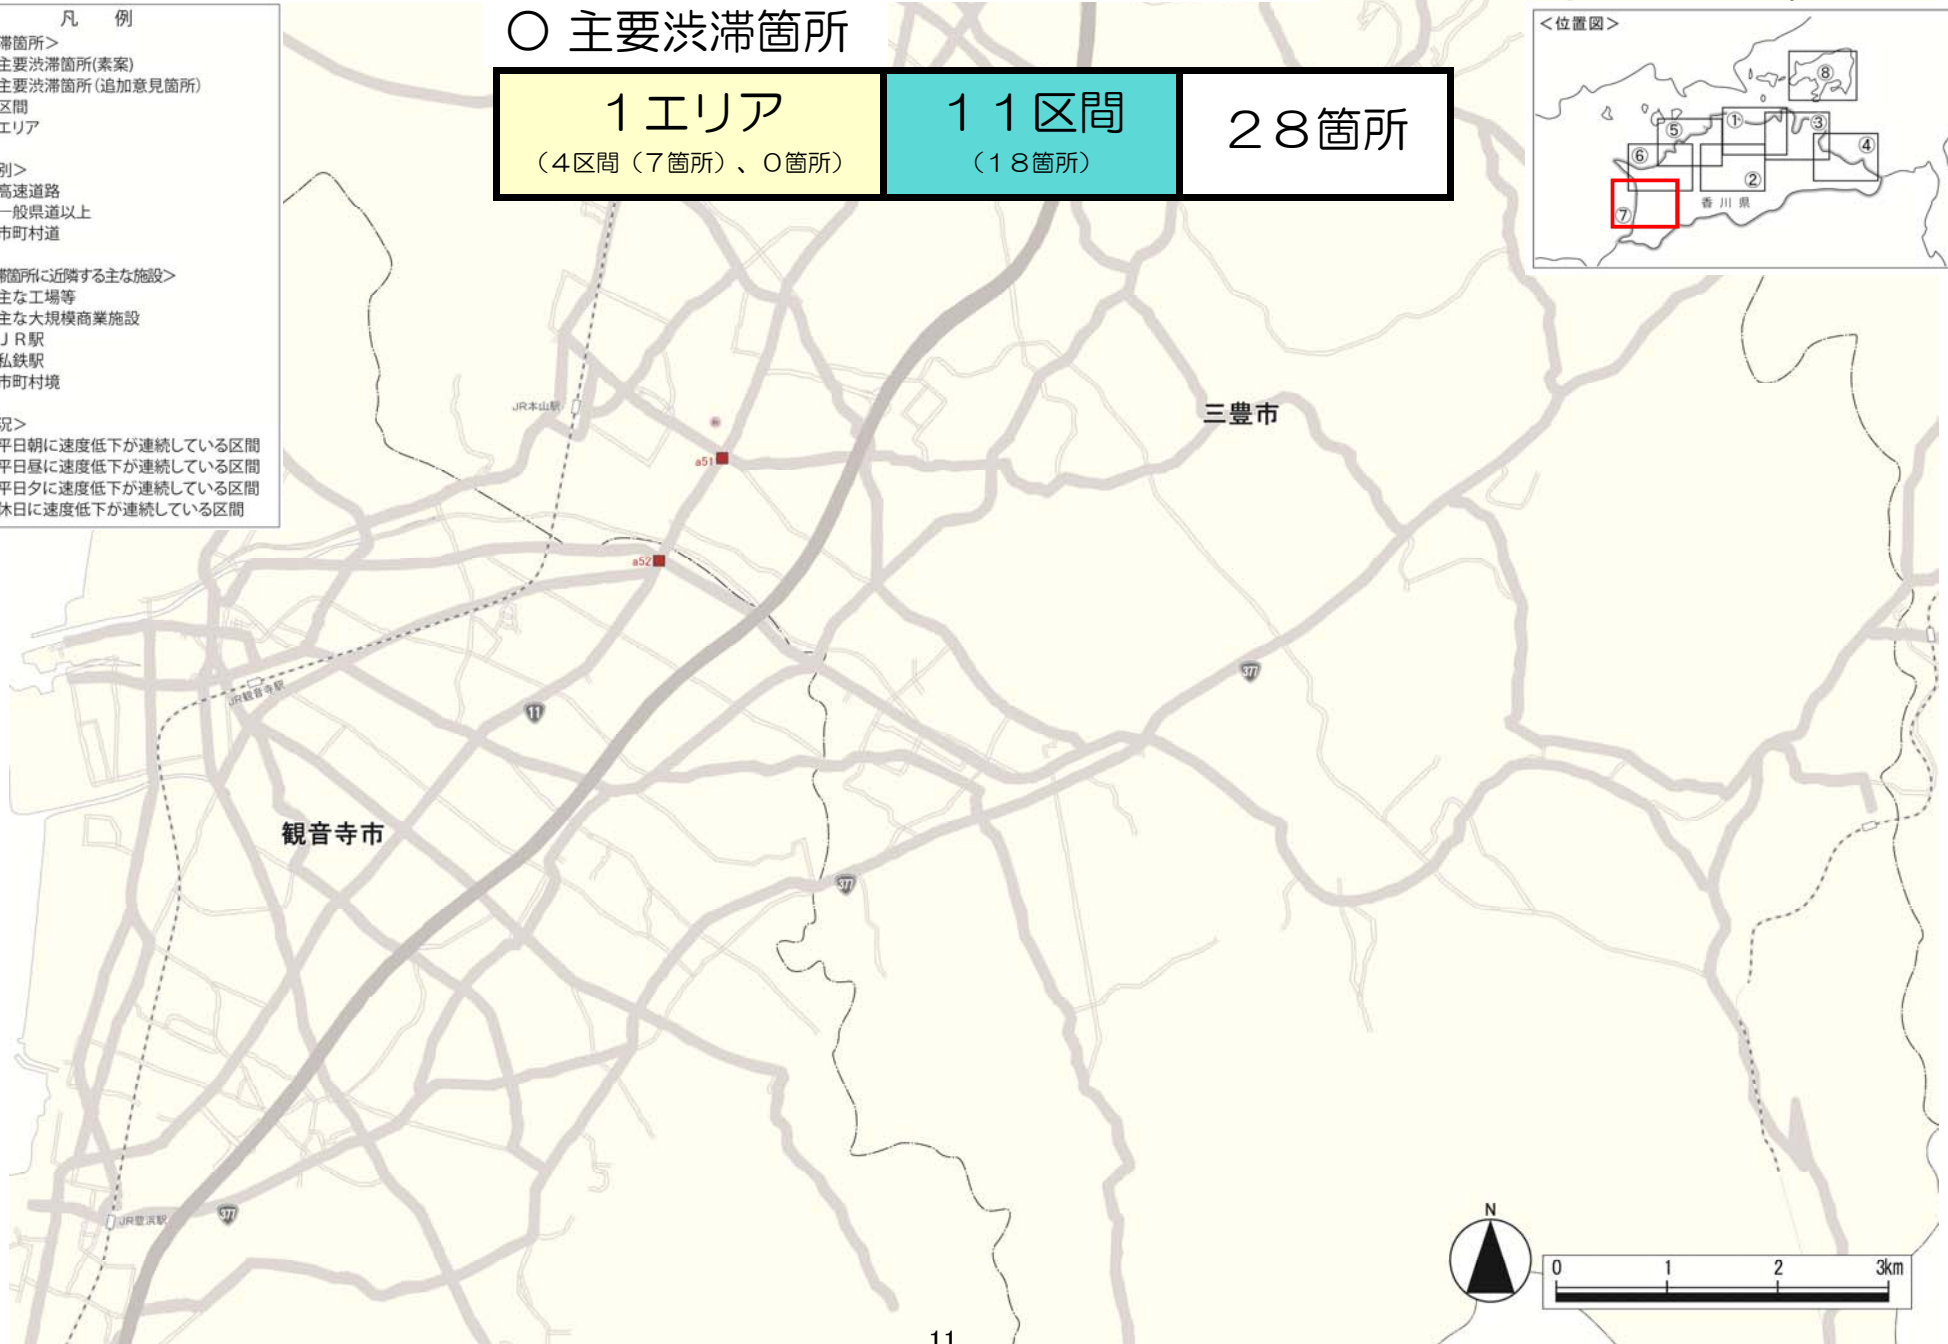 凡　例
滞箇所＞
主要渋滞箇所(素案)
主要渋滞箇所(追加意見箇所)
区間
エリア
別＞
高速道路
一般県道以上
市町村道
箇所に近隣する主な施設＞
主な工場等
主な大規模商業施設
ＪＲ駅
私鉄駅
市町村境
況＞
平日朝に速度低下が連続している区間
平日昼に速度低下が連続している区間
平日夕に速度低下が連続している区間
休日に速度低下が連続している区間
○ 主要渋滞箇所
１エリア
（４区間（７箇所）、０箇所）
１１区間
（１８箇所）
２８箇所
＜位置図＞
⑧
①
③
⑤
④
⑥
②
⑦
香川県
JR本山駅
三豊市
a51
a52
377
JR観音寺駅
11
観音寺市
377
JR豊浜駅
377
N
0 1 2 3km
11